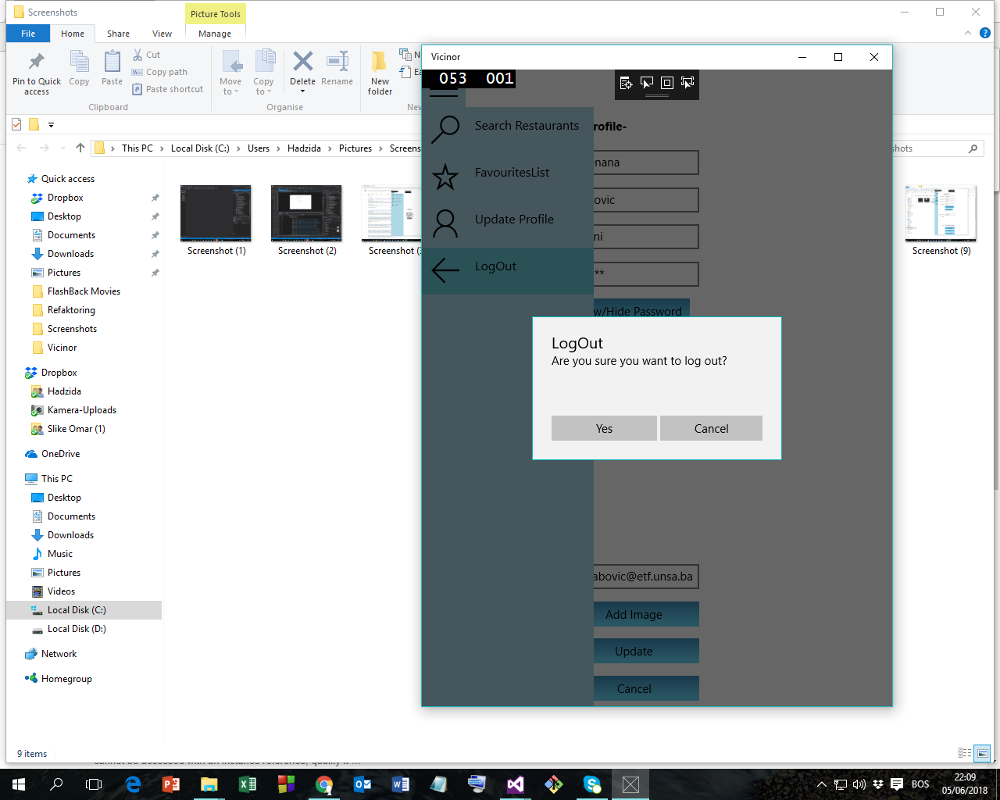 Screenshots
Picture Tools
File
Home
Share
View
Manage
Pin to Quick access
Copy
Paste
Cut
Copy path
Paste shortcut
Clipboard
Move to
Copy to
Delete
Rename
Organise
New folder
This PC
Local Disk (C:)
Users
Hadzida
Pictures
Screens
Quick access
Dropbox
Desktop
Documents
Downloads
Pictures
FlashBack Movies
Refaktoring
Screenshots
Vicinor
Dropbox
Hadzida
Kamera-Uploads
Slike Omar (1)
OneDrive
This PC
Desktop
Documents
Downloads
Music
Pictures
Videos
Local Disk (C:)
Local Disk (D:)
Network
Homegroup
9 items
Screenshot (1)
Screenshot (2)
Screenshot (3
Screenshot (9)
Vicinor
053 001
Search Restaurants
FavouritesList
Update Profile
LogOut
rofile-
nana
ovic
ni
**
w/Hide Password
LogOut
Are you sure you want to log out?
Yes
Cancel
abovic@etf.unsa.ba
Add Image
Update
Cancel
BOS
22:09
05/06/2018